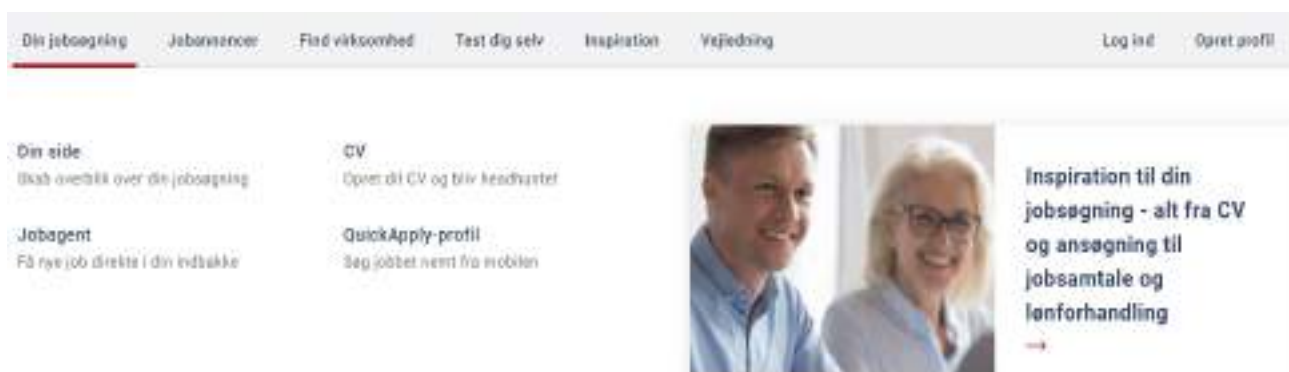 Din jobsøgning
Jobannoncer
Find virksomhed
Test dig selv
Inspiration
Vejledning
Log ind
Opret profil
Din side
Skab overblik over din jobsøgning
CV
Opret dit CV og bliv headhuntet
Jobagent
Få nye job direkte i din indbakke
QuickApply-profil
Søg jobbet nemt fra mobilen
Inspiration til din
jobsøgning - alt fra CV
og ansøgning til
jobsamtale og
lønforhandling
→